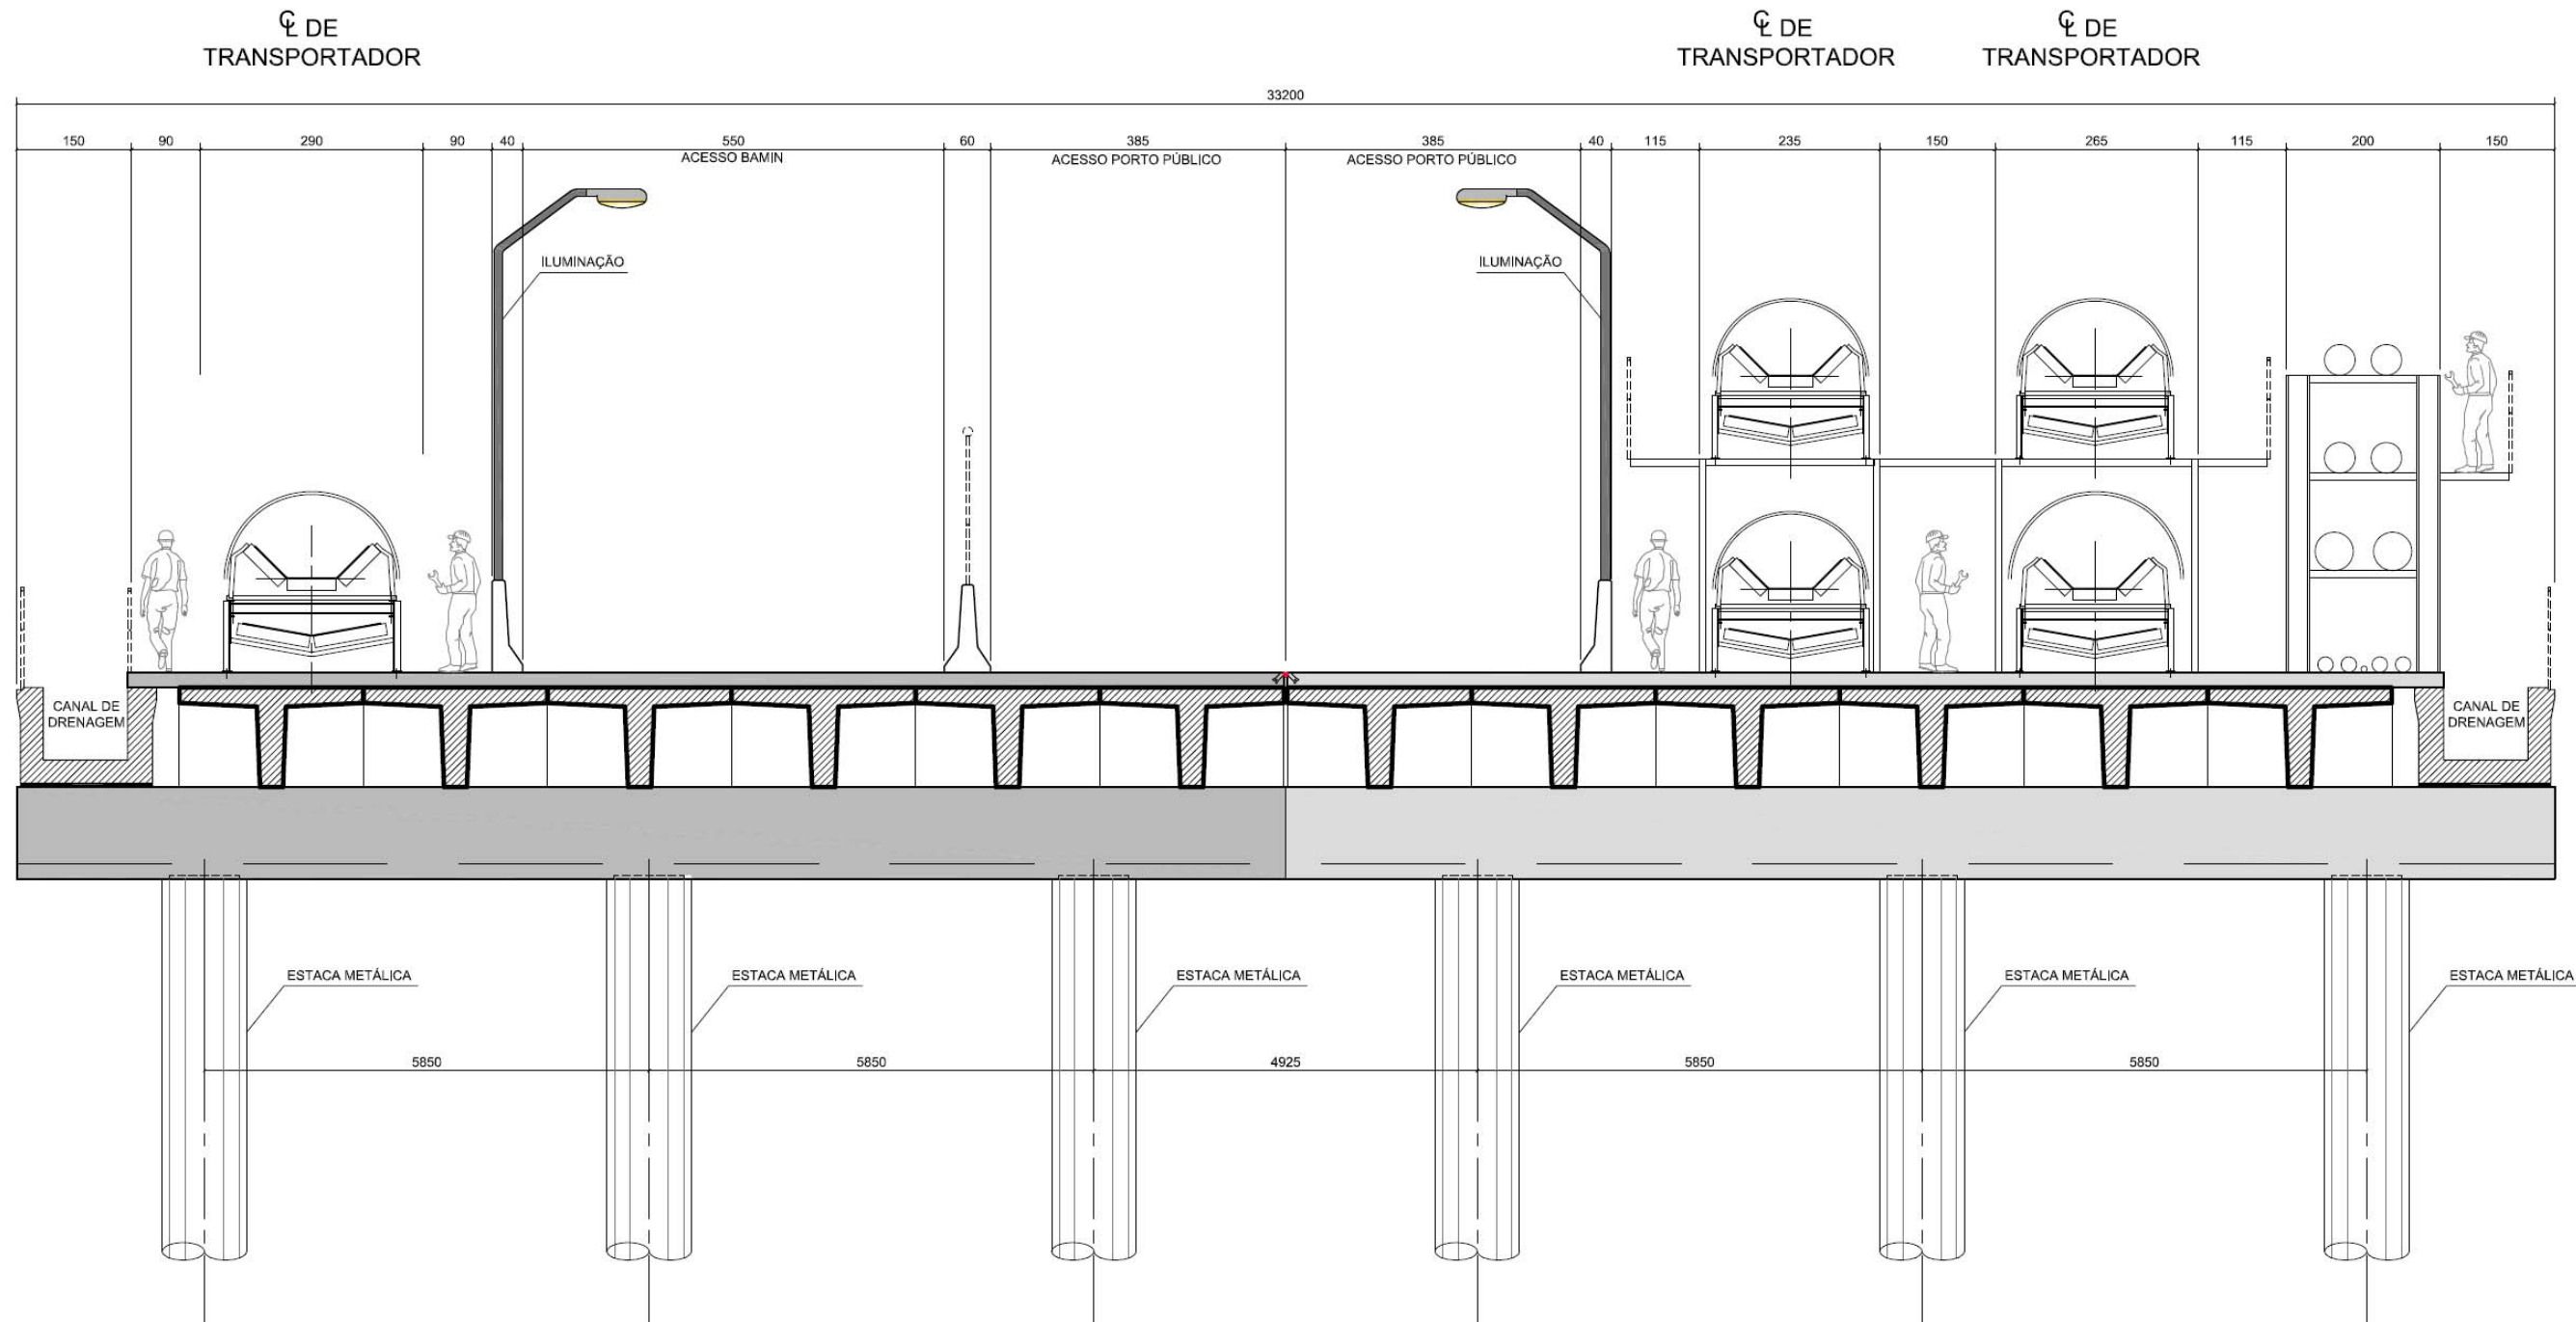 ℄ DE
TRANSPORTADOR
℄ DE
TRANSPORTADOR
℄ DE
TRANSPORTADOR
33200
150 90 290 90 40 550 60 385 385 40 115 235 150 265 115 200 150
ACESSO BAMIN
ACESSO PORTO PÚBLICO
ACESSO PORTO PÚBLICO
ILUMINAÇÃO
ILUMINAÇÃO
CANAL DE
DRENAGEM
CANAL DE
DRENAGEM
ESTACA METÁLICA
ESTACA METÁLICA
ESTACA METÁLICA
ESTACA METÁLICA
ESTACA METÁLICA
ESTACA METÁLICA
5850 5850 4925 5850 5850